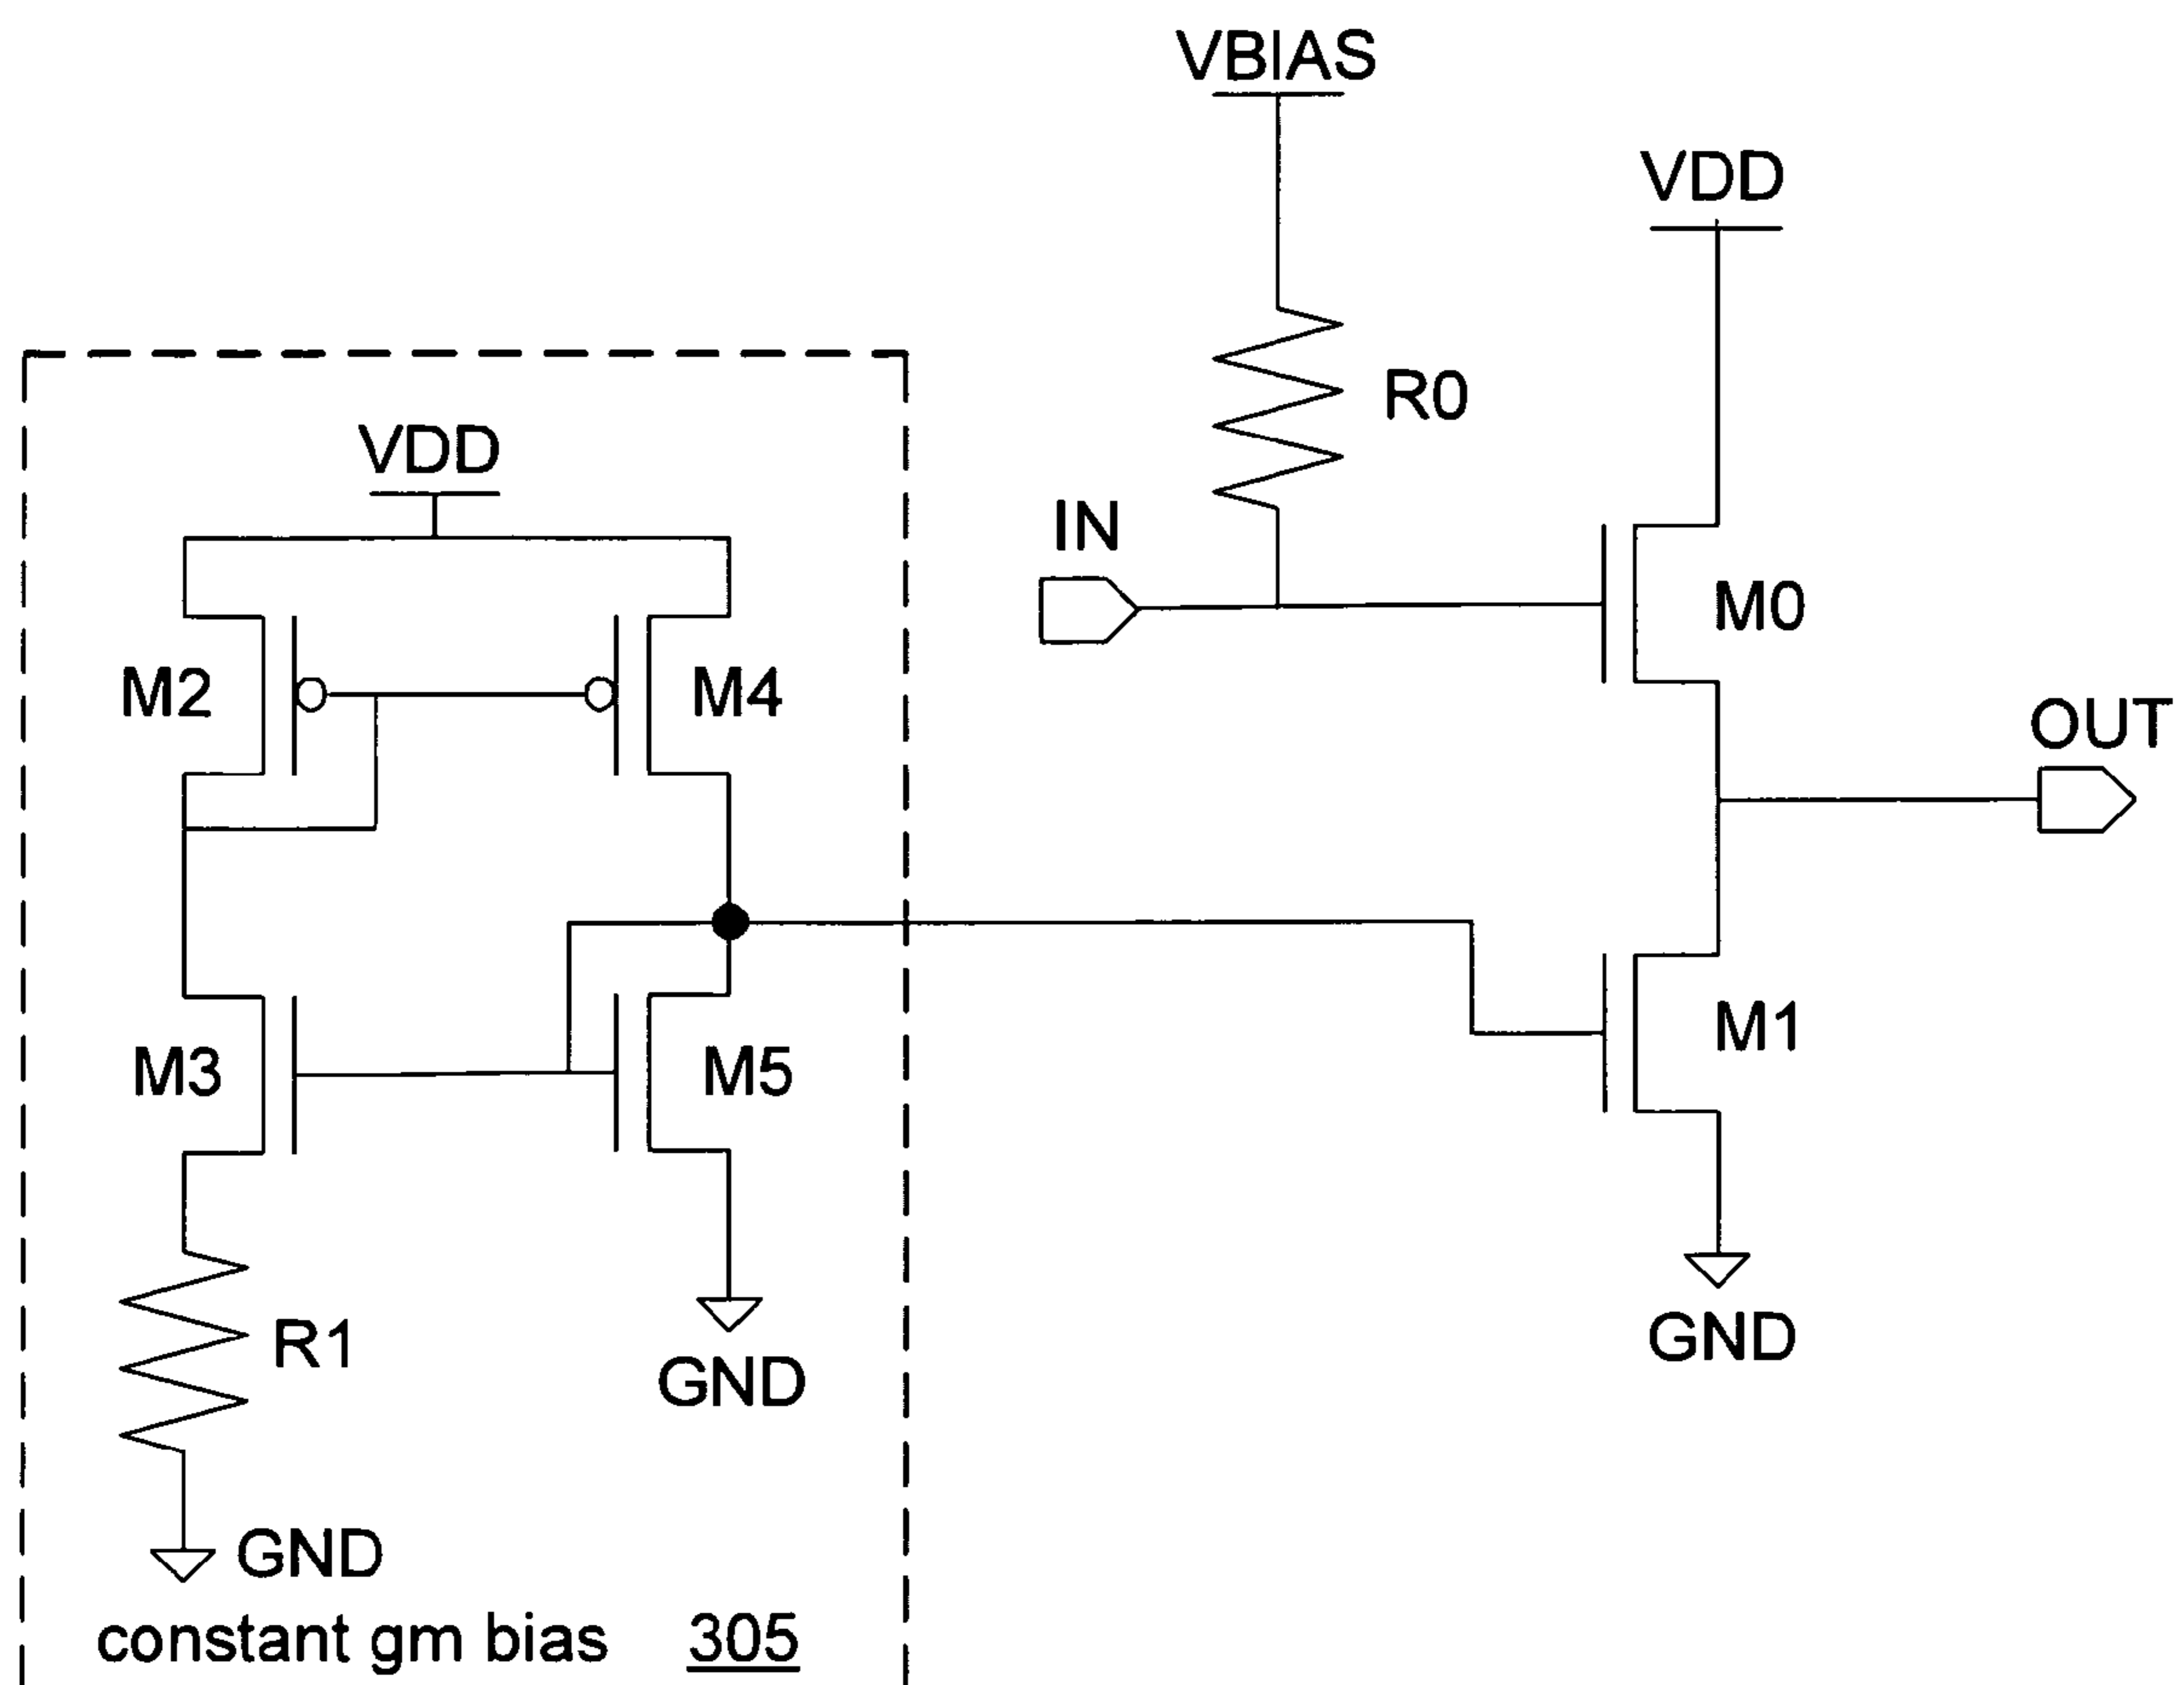 VBIAS
VDD
R0
VDD
IN
M0
M2
M4
OUT
M1
M3
M5
R1
GND
GND
GND
constant gm bias 305